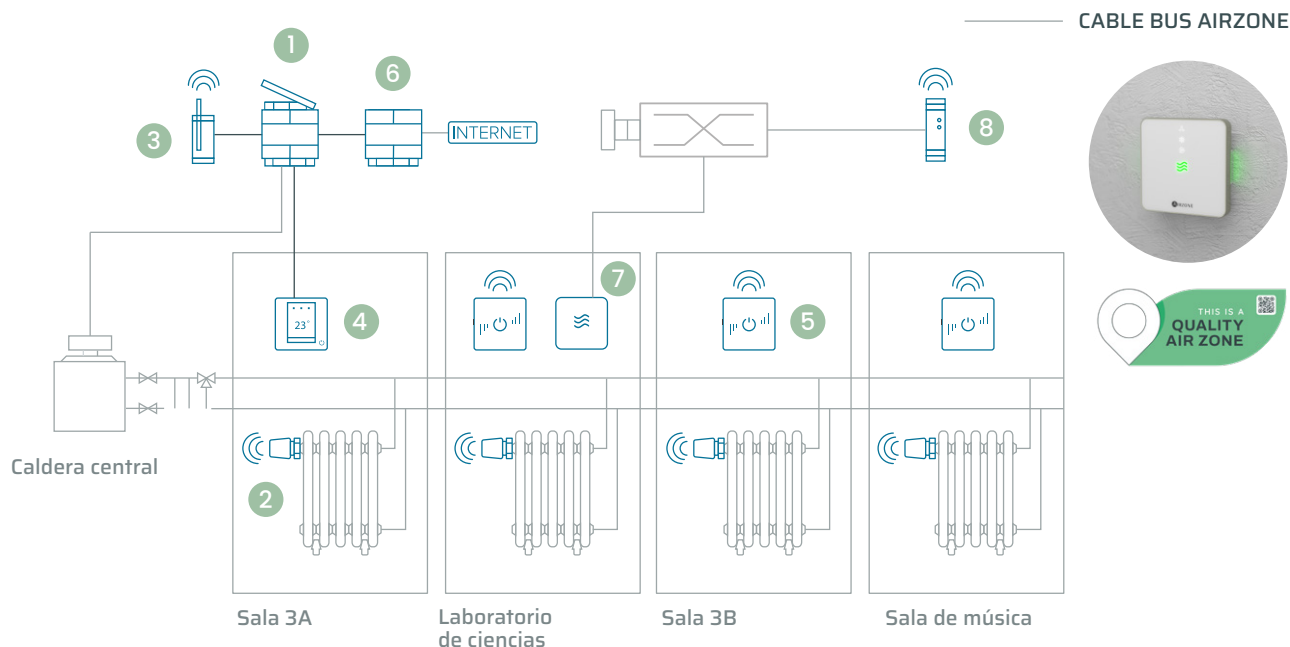 CABLE BUS AIRZONE
1
6
3
INTERNET
8
7
4
23°
5
THIS IS A
QUALITY
AIR ZONE
Caldera central
2
Sala 3A
Laboratorio
de ciencias
Sala 3B
Sala de música